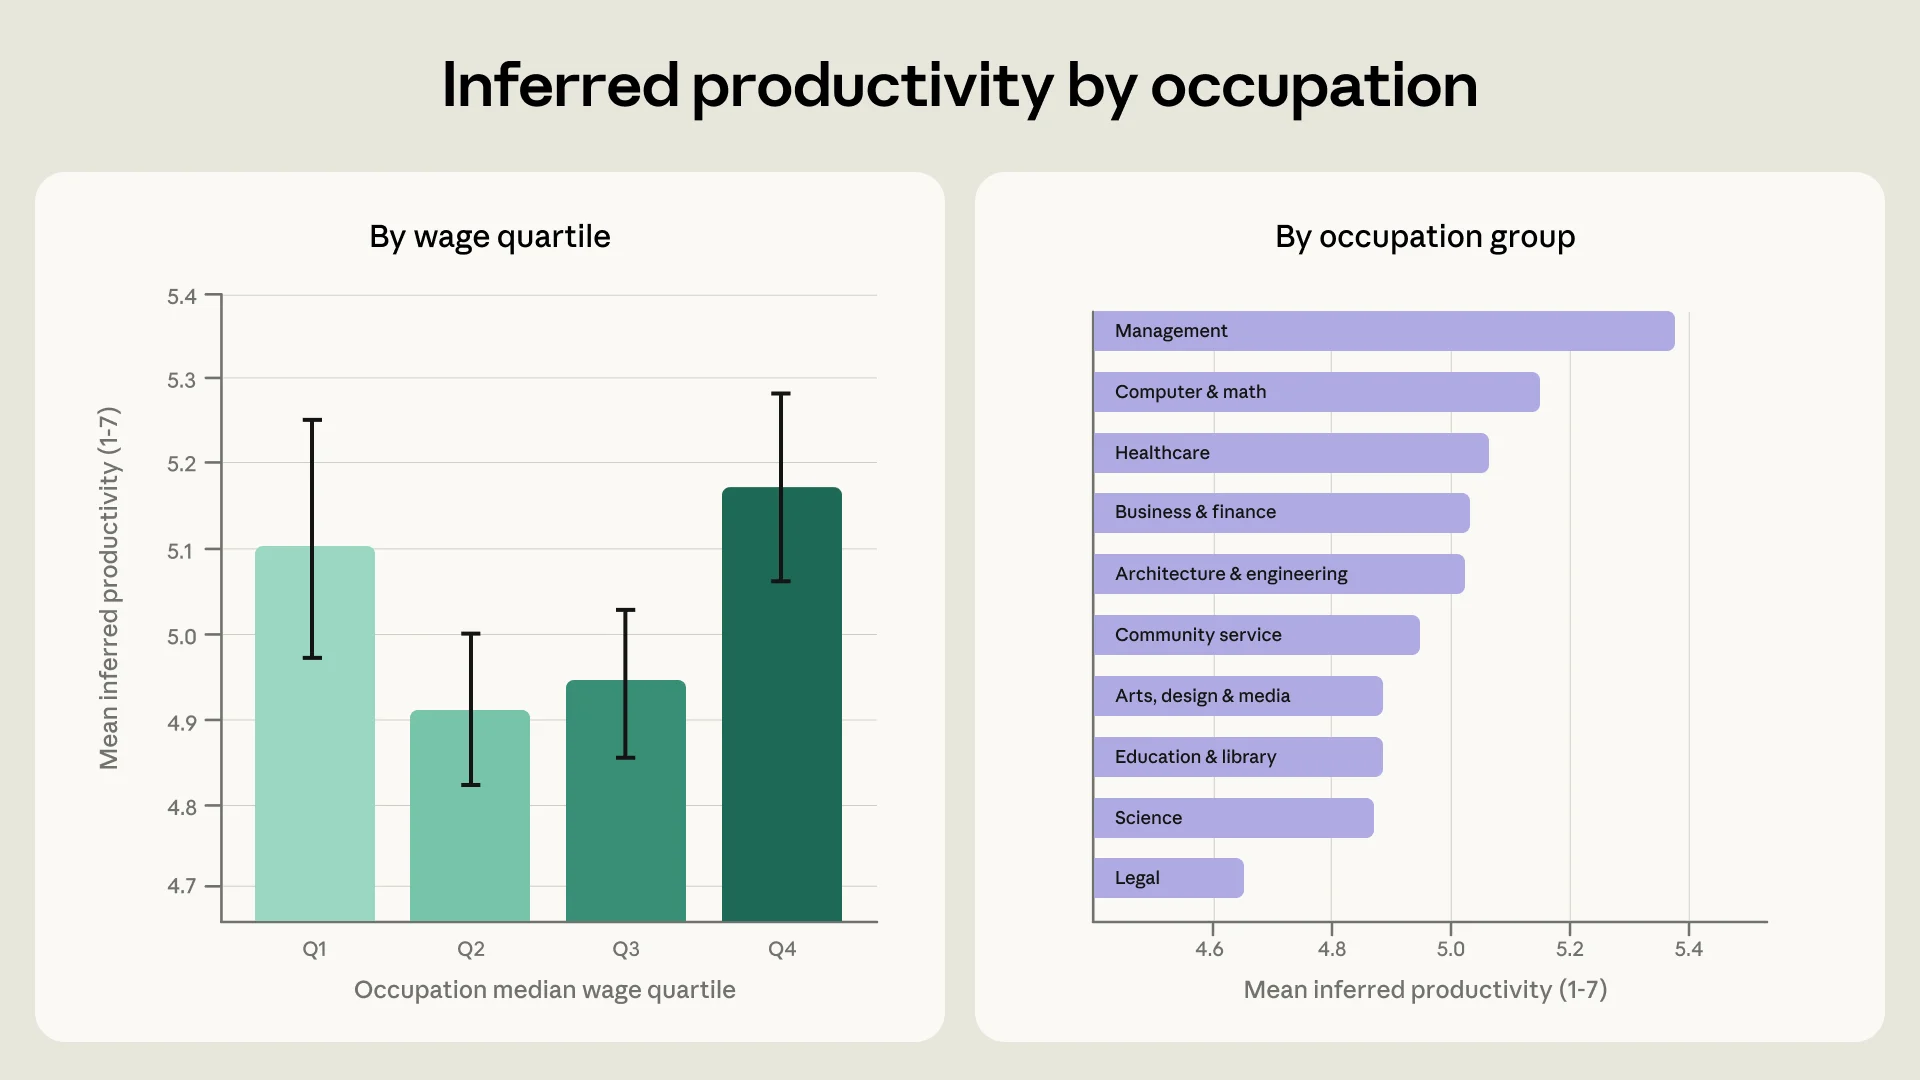 Inferred productivity by occupation
By wage quartile
5.4
5.3
5.2
5.1
5.0
4.9
4.8
4.7
Mean inferred productivity (1-7)
Q1 Q2 Q3 Q4
Occupation median wage quartile
By occupation group
Management
Computer & math
Healthcare
Business & finance
Architecture & engineering
Community service
Arts, design & media
Education & library
Science
Legal
4.6 4.8 5.0 5.2 5.4
Mean inferred productivity (1-7)